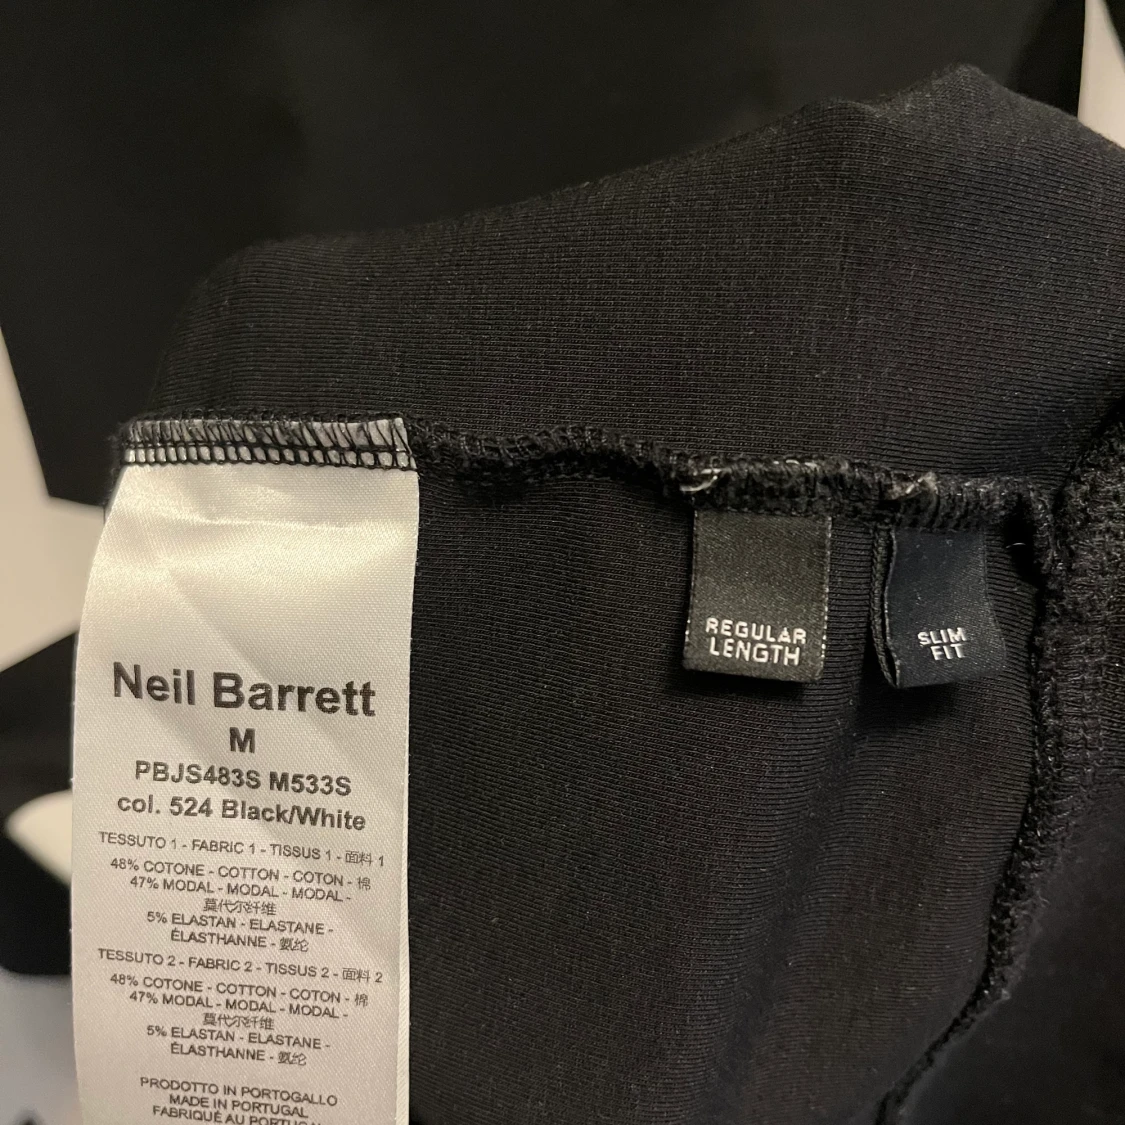 Neil Barrett
M
PBJS483S M533S
col. 524 Black/White
TESSUTO 1 - FABRIC 1 - TISSUS 1 - 面料 1
48% COTONE - COTTON - COTON - 棉
47% MODAL - MODAL - MODAL -
莫代尔纤维
5% ELASTAN - ELASTANE -
ÉLASTHANNE - 氨纶
TESSUTO 2 - FABRIC 2 - TISSUS 2 - 面料 2
48% COTONE - COTTON - COTON - 棉
47% MODAL - MODAL - MODAL -
莫代尔纤维
5% ELASTAN - ELASTANE -
ÉLASTHANNE - 氨纶
PRODOTTO IN PORTOGALLO
MADE IN PORTUGAL
FABRIQUÉ AU PORTUGAL
REGULAR
LENGTH
SLIM
FIT